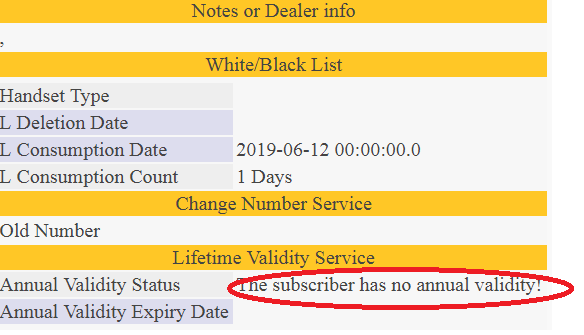 Notes or Dealer info
,
White/Black List
Handset Type
L Deletion Date
L Consumption Date 2019-06-12 00:00:00.0
L Consumption Count 1 Days
Change Number Service
Old Number
Lifetime Validity Service
Annual Validity Status The subscriber has no annual validity!
Annual Validity Expiry Date